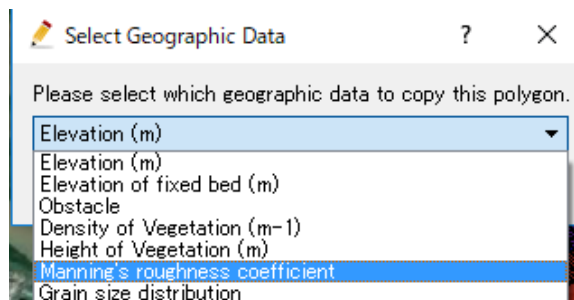 Select Geographic Data
Please select which geographic data to copy this polygon.
Elevation (m)
Elevation (m)
Elevation of fixed bed (m)
Obstacle
Density of Vegetation (m-1)
Height of Vegetation (m)
Manning's roughness coefficient
Grain size distribution